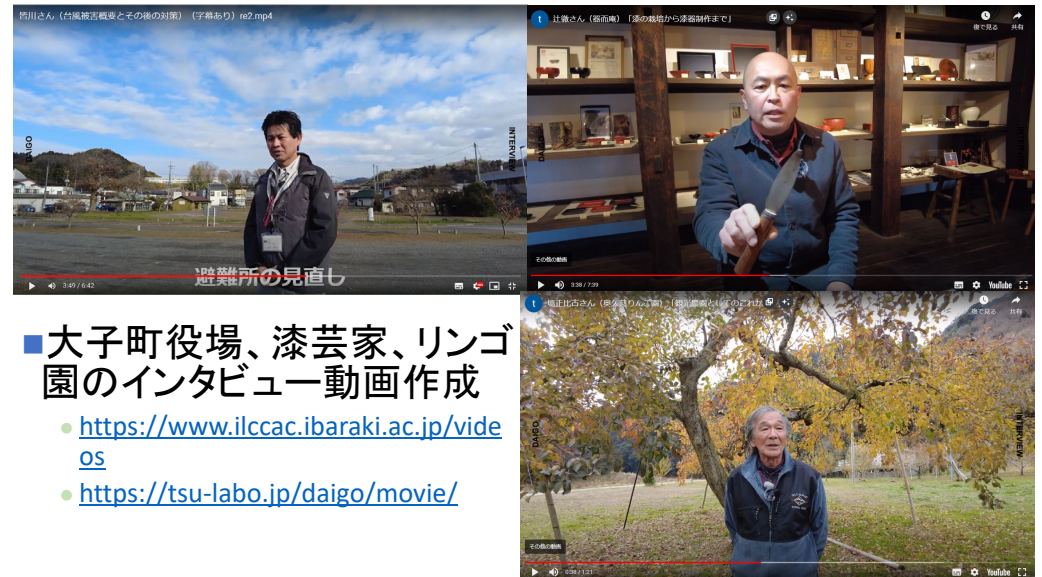 皆川さん（台風被害概要とその後の対策）（字幕あり）re2.mp4
DAIGO
INTERVIEW
避難所の見直し
3:49 / 6:42
t
辻徹さん（器而庵）「漆の栽培から漆器制作まで」
後で見る
共有
その他の動画
3:38 / 7:39
YouTube
■大子町役場、漆芸家、リンゴ
園のインタビュー動画作成
https://www.ilccac.ibaraki.ac.jp/vide
os
https://tsu-labo.jp/daigo/movie/
t
後で見る
共有
DAIGO
INTERVIEW
その他の動画
0:38 / 1:21
YouTube